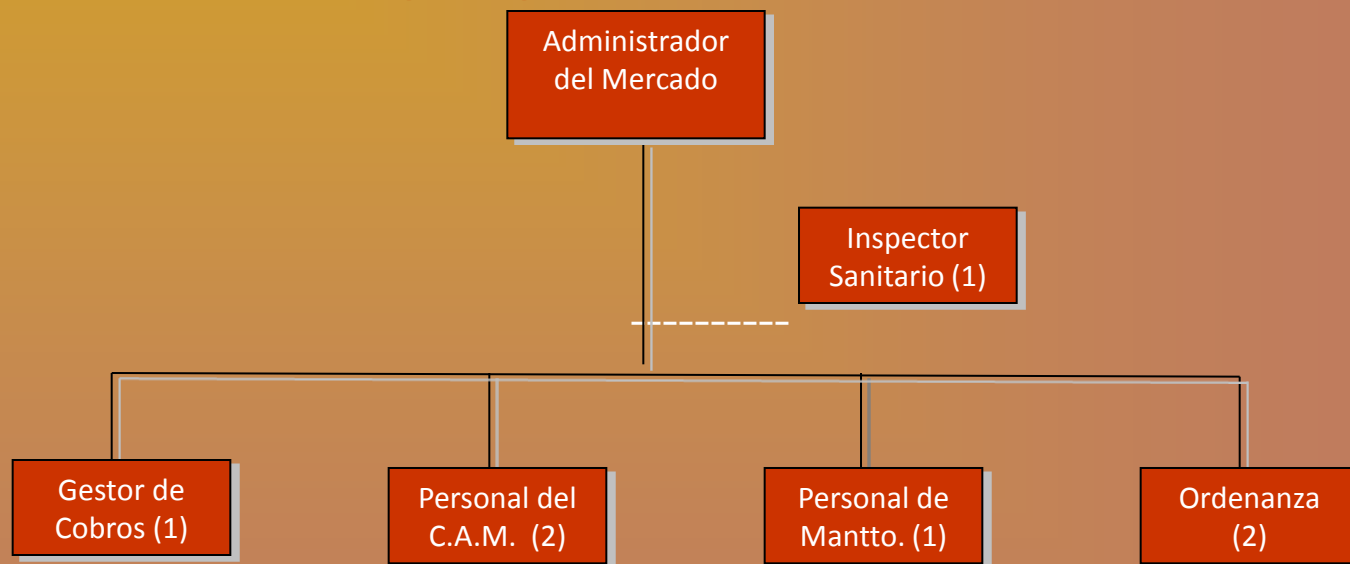 Administrador
del Mercado
Inspector
Sanitario (1)
Gestor de
Cobros (1)
Personal del
C.A.M. (2)
Personal de
Mantto. (1)
Ordenanza
(2)